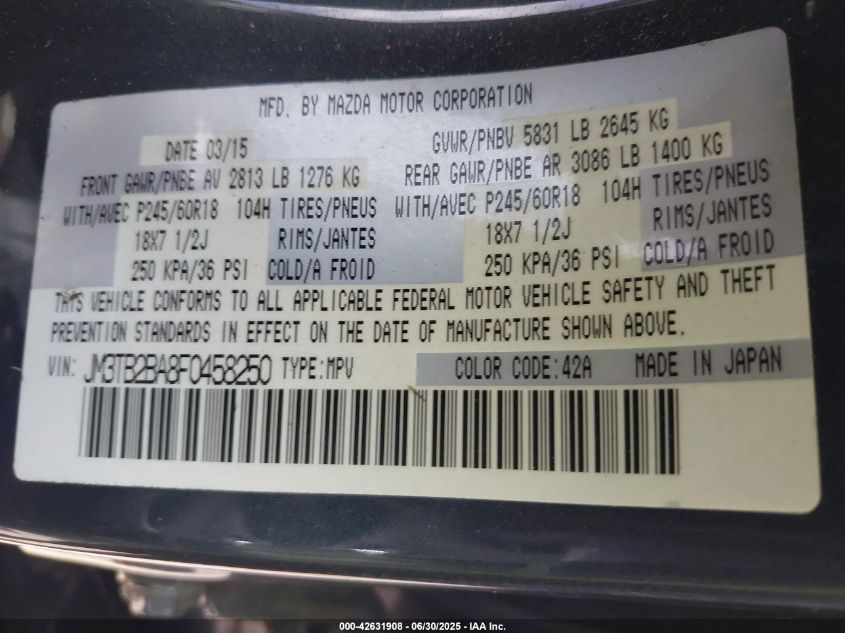 MFD. BY MAZDA MOTOR CORPORATION
DATE 03/15 GVWR/PNBV 5831 LB 2645 KG
FRONT GAWR/PNBE AV 2813 LB 1276 KG REAR GAWR/PNBE AR 3086 LB 1400 KG
WITH/AVEC P245/60R18 104H TIRES/PNEUS WITH/AVEC P245/60R18 104H TIRES/PNEUS
18X7 1/2J RIMS/JANTES 18X7 1/2J RIMS/JANTES
250 KPA/36 PSI COLD/A FROID 250 KPA/36 PSI COLD/A FROID
THIS VEHICLE CONFORMS TO ALL APPLICABLE FEDERAL MOTOR VEHICLE SAFETY AND THEFT
PREVENTION STANDARDS IN EFFECT ON THE DATE OF MANUFACTURE SHOWN ABOVE.
VIN: JM3TB2BA8F0458250 TYPE:MPV COLOR CODE:42A MADE IN JAPAN
000-42631908 - 06/30/2025 - IAA Inc.